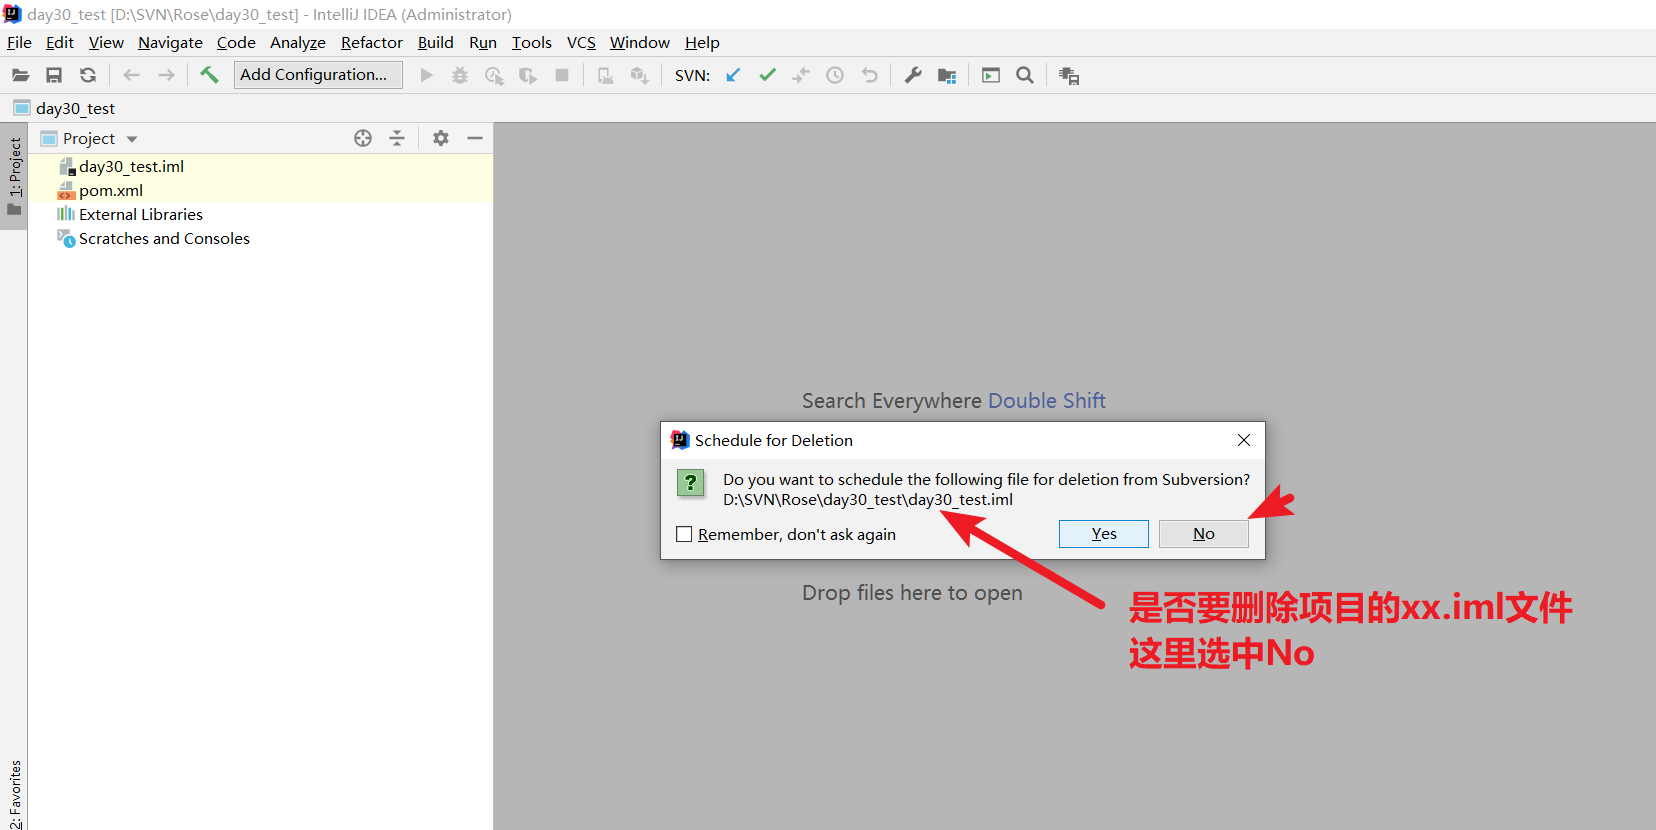 day30_test [D:\SVN\Rose\day30_test] - IntelliJ IDEA (Administrator)
File Edit View Navigate Code Analyze Refactor Build Run Tools VCS Window Help
Add Configuration... SVN:
day30_test
1: Project
Project
day30_test.iml
pom.xml
External Libraries
Scratches and Consoles
Search Everywhere Double Shift
Schedule for Deletion
Do you want to schedule the following file for deletion from Subversion?
D:\SVN\Rose\day30_test\day30_test.iml
Remember, don't ask again Yes No
Drop files here to open
是否要删除项目的xx.iml文件
这里选中No
2: Favorites